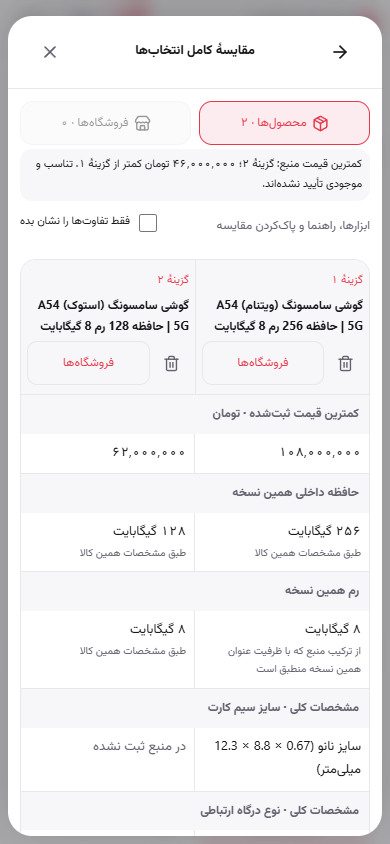 مقایسهٔ کامل انتخاب‌ها
محصول‌ها · ۲
فروشگاه‌ها · ۰
کمترین قیمت منبع: گزینهٔ ۲؛ ۴۶,۰۰۰,۰۰۰ تومان کمتر از گزینهٔ ۱. تناسب و
موجودی تأیید نشده‌اند.
ابزارها، راهنما و پاک‌کردن مقایسه
فقط تفاوت‌ها را نشان بده
گزینهٔ ۱
گوشی سامسونگ (ویتنام) A54
5G | حافظه 256 رم 8 گیگابایت
فروشگاه‌ها
گزینهٔ ۲
گوشی سامسونگ (استوک) A54
5G | حافظه 128 رم 8 گیگابایت
فروشگاه‌ها
کمترین قیمت ثبت‌شده · تومان
۱۰۸,۰۰۰,۰۰۰
۶۲,۰۰۰,۰۰۰
حافظه داخلی همین نسخه
۲۵۶ گیگابایت
طبق مشخصات همین کالا
۱۲۸ گیگابایت
طبق مشخصات همین کالا
رم همین نسخه
۸ گیگابایت
از ترکیب منبع که با ظرفیت عنوان
همین نسخه منطبق است
۸ گیگابایت
طبق مشخصات همین کالا
مشخصات کلی · سایز سیم کارت
سایز نانو (0.67 × 8.8 × 12.3
میلی‌متر)
در منبع ثبت نشده
مشخصات کلی · نوع درگاه ارتباطی